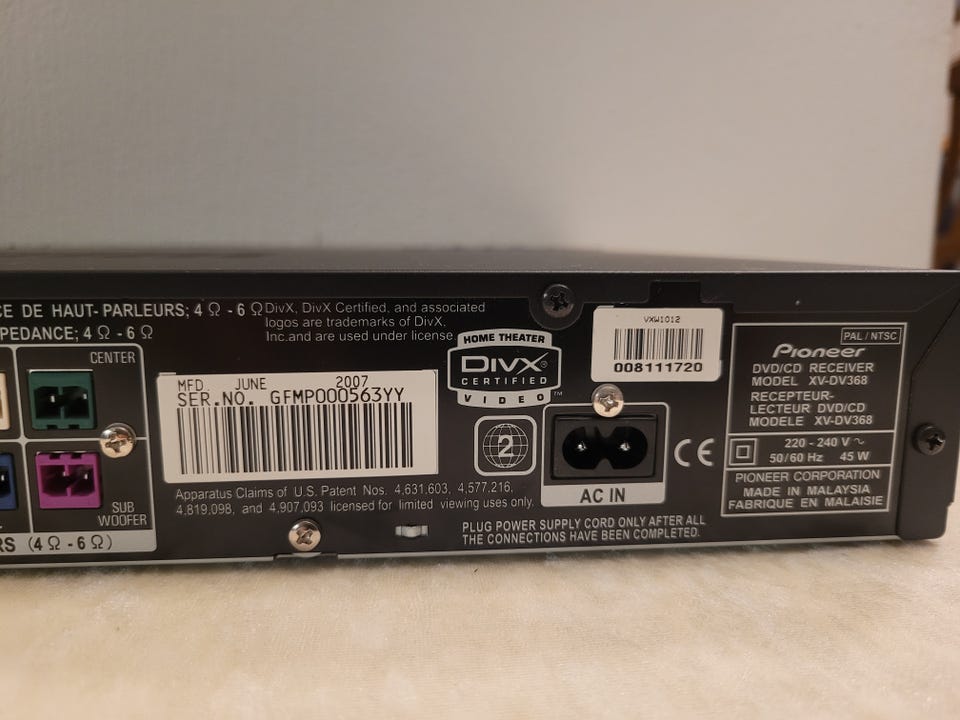 CE DE HAUT-PARLEURS; 4 Ω - 6 Ω
PEDANCE; 4 Ω - 6 Ω
CENTER
SUB
WOOFER
RS (4 Ω - 6 Ω)
DivX, DivX Certified, and associated
logos are trademarks of DivX.
Inc.and are used under license.
MFD. JUNE 2007
SER.NO. GFMP000563YY
HOME THEATER
DIVX®
CERTIFIED
VIDEO™
2
Apparatus Claims of U.S. Patent Nos. 4,631,603, 4,577,216,
4,819,098, and 4,907,093 licensed for limited viewing uses only.
VXW1012
008111720
AC IN
CE
PLUG POWER SUPPLY CORD ONLY AFTER ALL
THE CONNECTIONS HAVE BEEN COMPLETED.
PAL / NTSC
Pioneer
DVD/CD RECEIVER
MODEL XV-DV368
RECEPTEUR-
LECTEUR DVD/CD
MODELE XV-DV368
220 - 240 V ~
50/60 Hz 45 W
PIONEER CORPORATION
MADE IN MALAYSIA
FABRIQUE EN MALAISIE